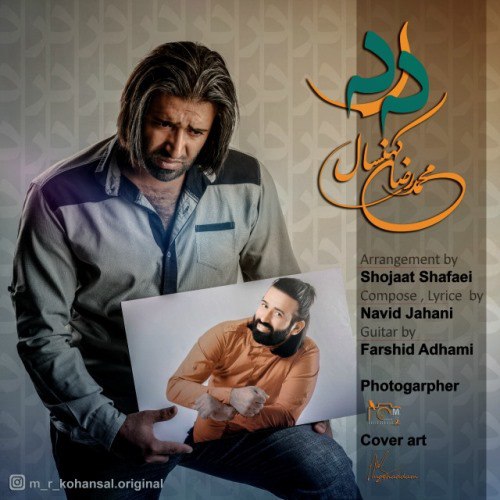 درد
محمدرضا کهنسال
Arrangement by
Shojaat Shafaei
Compose , Lyrice by
Navid Jahani
Guitar by
Farshid Adhami
Photogarpher
M
Cover art
m_r_kohansal.original